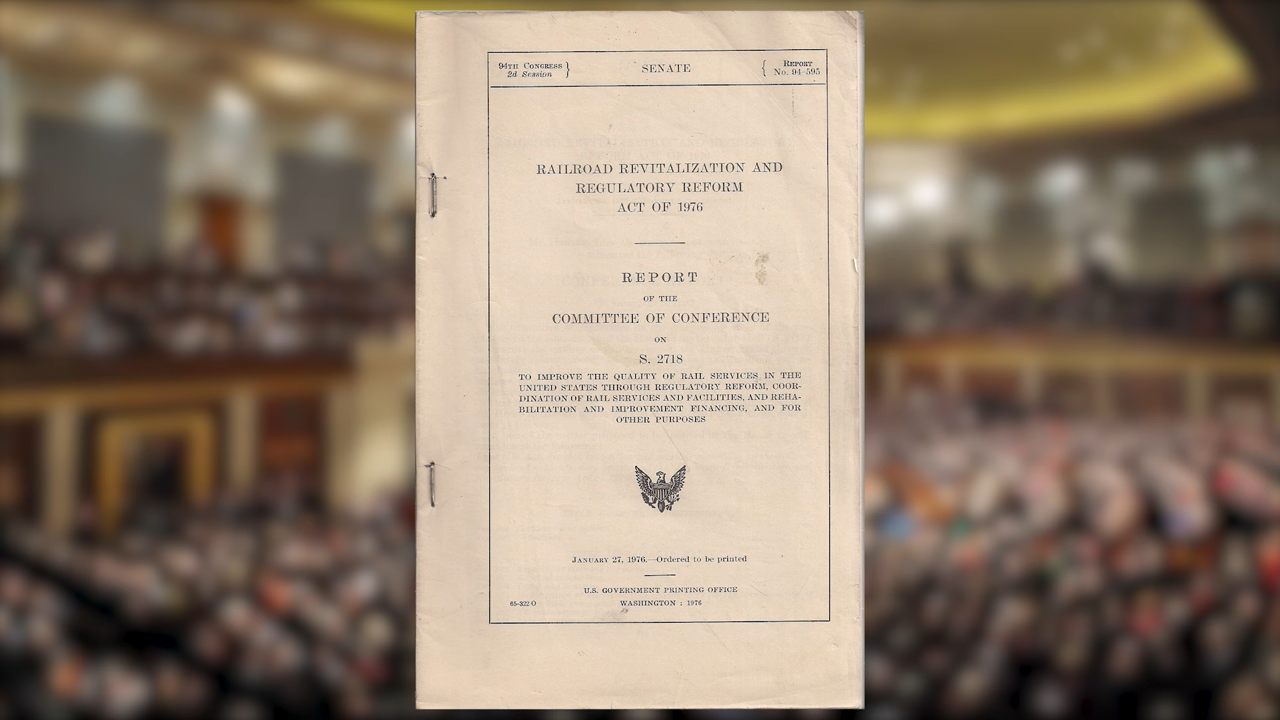 94TH CONGRESS
2d Session
SENATE
REPORT
No. 94-595
RAILROAD REVITALIZATION AND
REGULATORY REFORM
ACT OF 1976
REPORT
OF THE
COMMITTEE OF CONFERENCE
ON
S. 2718
TO IMPROVE THE QUALITY OF RAIL SERVICES IN THE
UNITED STATES THROUGH REGULATORY REFORM, COOR-
DINATION OF RAIL SERVICES AND FACILITIES, AND REHA-
BILITATION AND IMPROVEMENT FINANCING, AND FOR
OTHER PURPOSES
JANUARY 27, 1976.—Ordered to be printed
U.S. GOVERNMENT PRINTING OFFICE
65-322 O
WASHINGTON : 1976